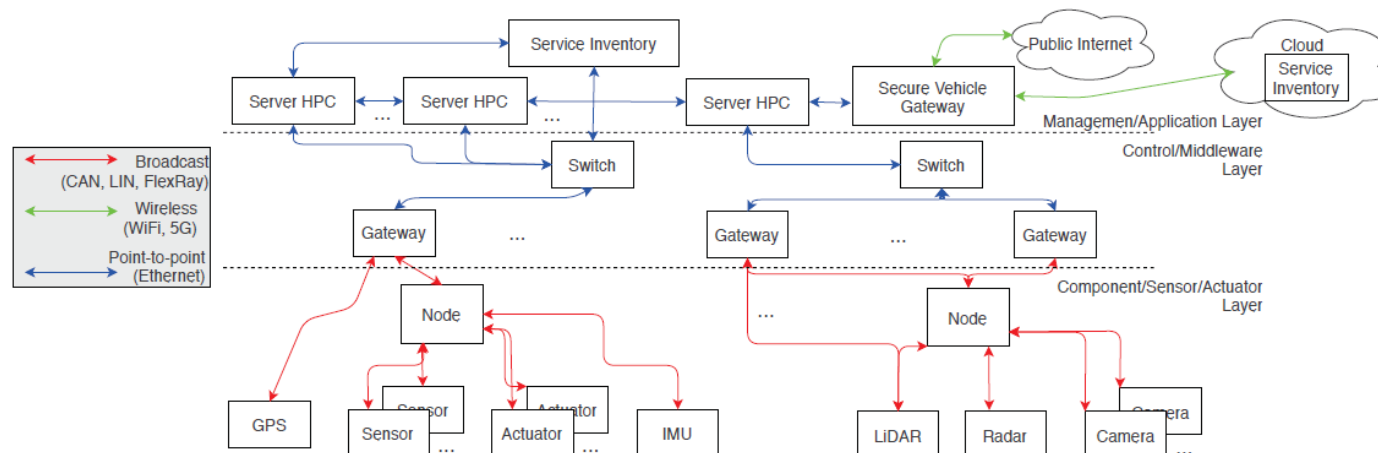 Service Inventory
Public Internet
Cloud
Service
Inventory
Server HPC
Server HPC
Server HPC
Secure Vehicle
Gateway
...
...
Managemen/Application Layer
Control/Middleware
Layer
Switch
Switch
Broadcast
(CAN, LIN, FlexRay)
Wireless
(WiFi, 5G)
Point-to-point
(Ethernet)
Gateway
...
Gateway
...
Gateway
Component/Sensor/Actuator
Layer
Node
...
Node
GPS
Sensor
Sensor
...
Actuator
Actuator
...
IMU
LiDAR
Radar
Camera
Camera
...